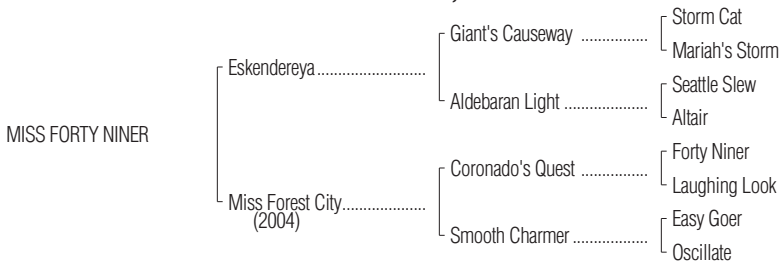 Storm Cat
Giant's Causeway ................
Mariah's Storm
Eskendereya..........................
Seattle Slew
Aldebaran Light ....................
Altair
MISS FORTY NINER
Forty Niner
Coronado's Quest ................
Laughing Look
Miss Forest City....................
(2004)
Easy Goer
Smooth Charmer ..................
Oscillate